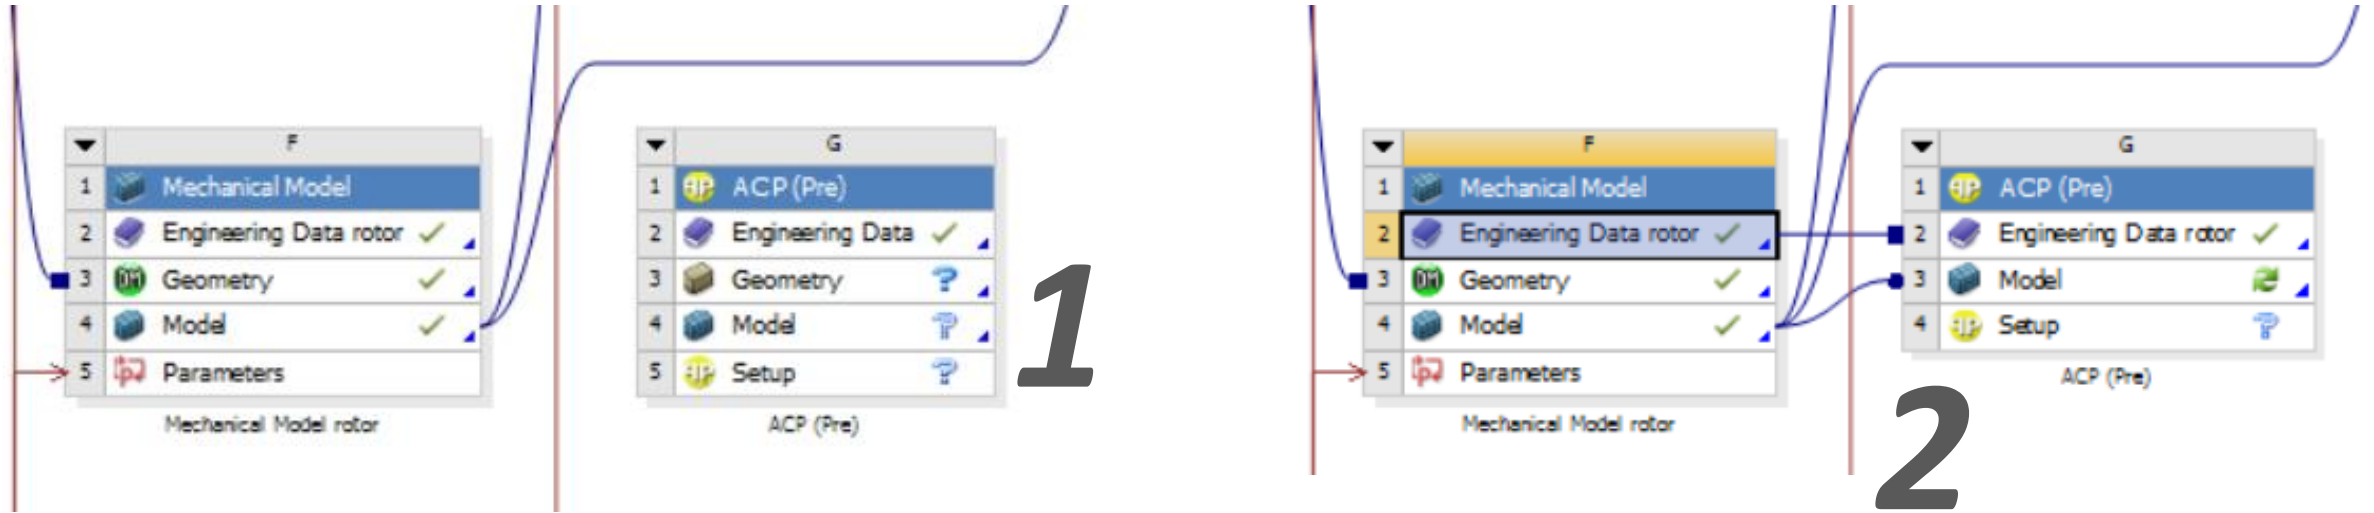 F
1 Mechanical Model
2 Engineering Data rotor
3 DM Geometry
4 Model
5 Parameters
Mechanical Model rotor
G
1 ACP (Pre)
2 Engineering Data
3 Geometry ?
4 Model ?
5 Setup ?
ACP (Pre)
1
F
1 Mechanical Model
2 Engineering Data rotor
3 DM Geometry
4 Model
5 Parameters
Mechanical Model rotor
G
1 ACP (Pre)
2 Engineering Data rotor
3 Model
4 Setup ?
ACP (Pre)
2